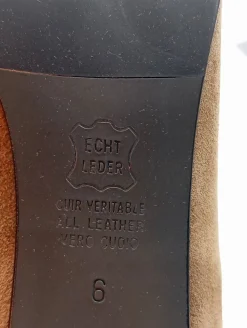 ECHT
LEDER
CUIR VERITABLE
ALL LEATHER
VERO CUOIO
6